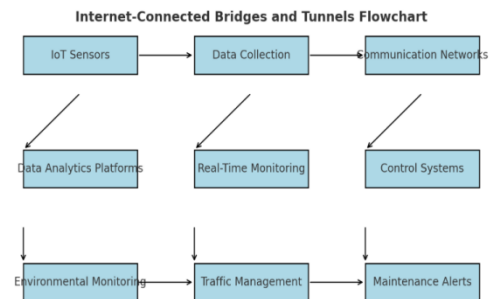 Internet-Connected Bridges and Tunnels Flowchart
IoT Sensors
Data Collection
Communication Networks
Data Analytics Platforms
Real-Time Monitoring
Control Systems
Environmental Monitoring
Traffic Management
Maintenance Alerts